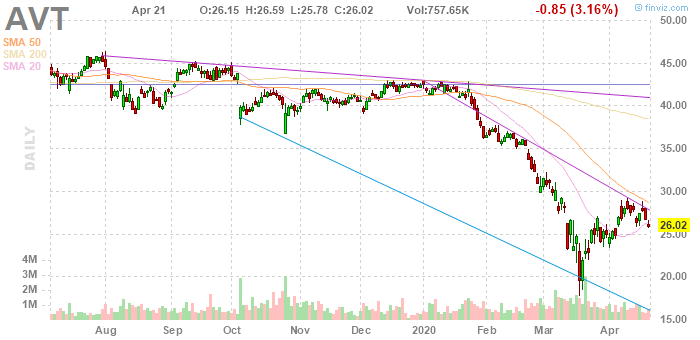 AVT
Apr 21 O:26.15 H:26.59 L:25.78 C:26.02 Vol:757.65K -0.85 (3.16%)
© finviz.com
SMA 50
SMA 200
SMA 20
DAILY
50.00
45.00
40.00
35.00
30.00
26.02
25.00
20.00
15.00
4M
3M
2M
1M
Aug Sep Oct Nov Dec 2020 Feb Mar Apr